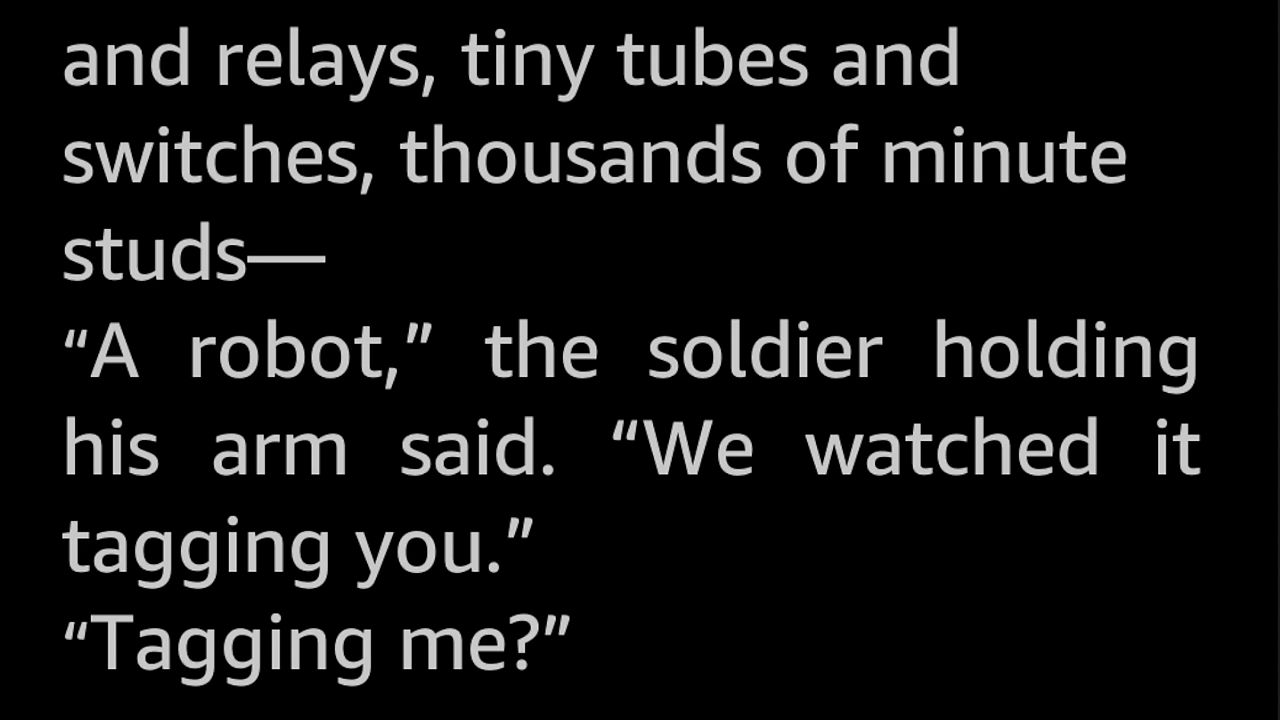 and relays, tiny tubes and
switches, thousands of minute
studs—
“A robot,” the soldier holding
his arm said. “We watched it
tagging you.”
“Tagging me?”